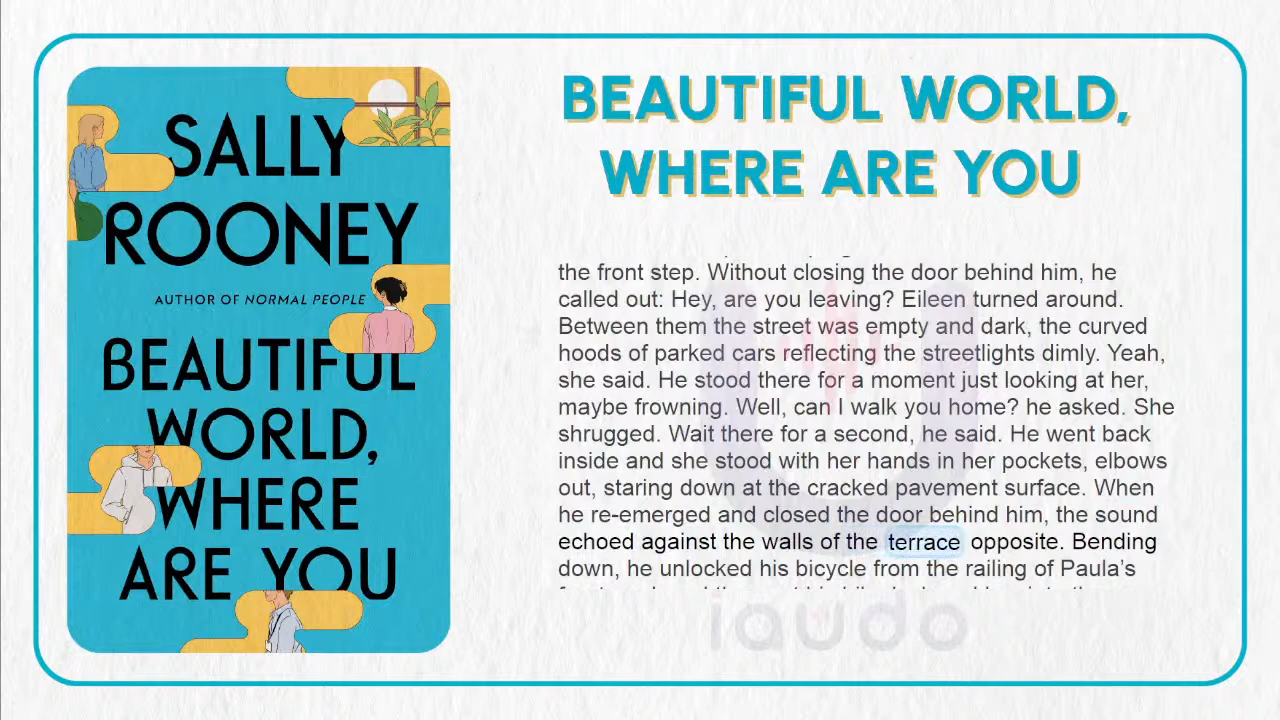 SALLY
ROONEY
AUTHOR OF NORMAL PEOPLE
BEAUTIFUL
WORLD,
WHERE
ARE YOU
BEAUTIFUL WORLD,
WHERE ARE YOU
the front step. Without closing the door behind him, he
called out: Hey, are you leaving? Eileen turned around.
Between them the street was empty and dark, the curved
hoods of parked cars reflecting the streetlights dimly. Yeah,
she said. He stood there for a moment just looking at her,
maybe frowning. Well, can I walk you home? he asked. She
shrugged. Wait there for a second, he said. He went back
inside and she stood with her hands in her pockets, elbows
out, staring down at the cracked pavement surface. When
he re-emerged and closed the door behind him, the sound
echoed against the walls of the terrace opposite. Bending
down, he unlocked his bicycle from the railing of Paula’s
iaudo